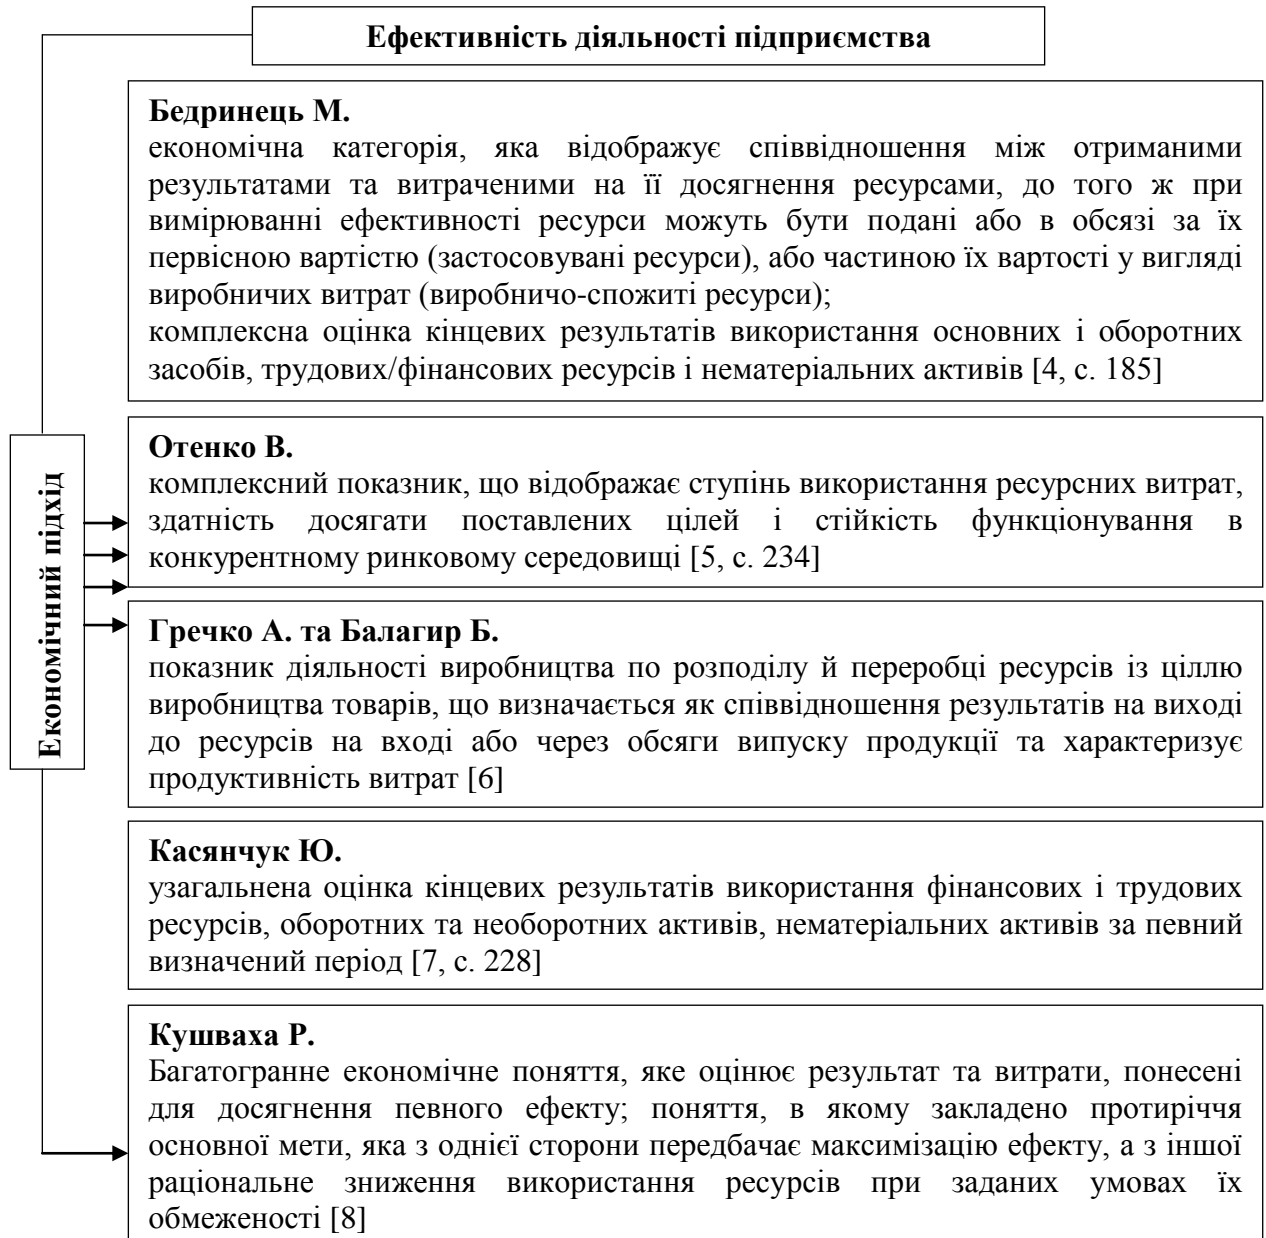 Ефективність діяльності підприємства
Бедринець М.
економічна категорія, яка відображує співвідношення між отриманими
результатами та витраченими на її досягнення ресурсами, до того ж при
вимірюванні ефективності ресурси можуть бути подані або в обсязі за їх
первісною вартістю (застосовувані ресурси), або частиною їх вартості у вигляді
виробничих витрат (виробничо-спожиті ресурси);
комплексна оцінка кінцевих результатів використання основних і оборотних
засобів, трудових/фінансових ресурсів і нематеріальних активів [4, с. 185]
Економічний підхід
Отенко В.
комплексний показник, що відображає ступінь використання ресурсних витрат,
здатність досягати поставлених цілей і стійкість функціонування в
конкурентному ринковому середовищі [5, с. 234]
Гречко А. та Балагир Б.
показник діяльності виробництва по розподілу й переробці ресурсів із ціллю
виробництва товарів, що визначається як співвідношення результатів на виході
до ресурсів на вході або через обсяги випуску продукції та характеризує
продуктивність витрат [6]
Касянчук Ю.
узагальнена оцінка кінцевих результатів використання фінансових і трудових
ресурсів, оборотних та необоротних активів, нематеріальних активів за певний
визначений період [7, с. 228]
Кушваха Р.
Багатогранне економічне поняття, яке оцінює результат та витрати, понесені
для досягнення певного ефекту; поняття, в якому закладено протиріччя
основної мети, яка з однієї сторони передбачає максимізацію ефекту, а з іншої
раціональне зниження використання ресурсів при заданих умовах їх
обмеженості [8]